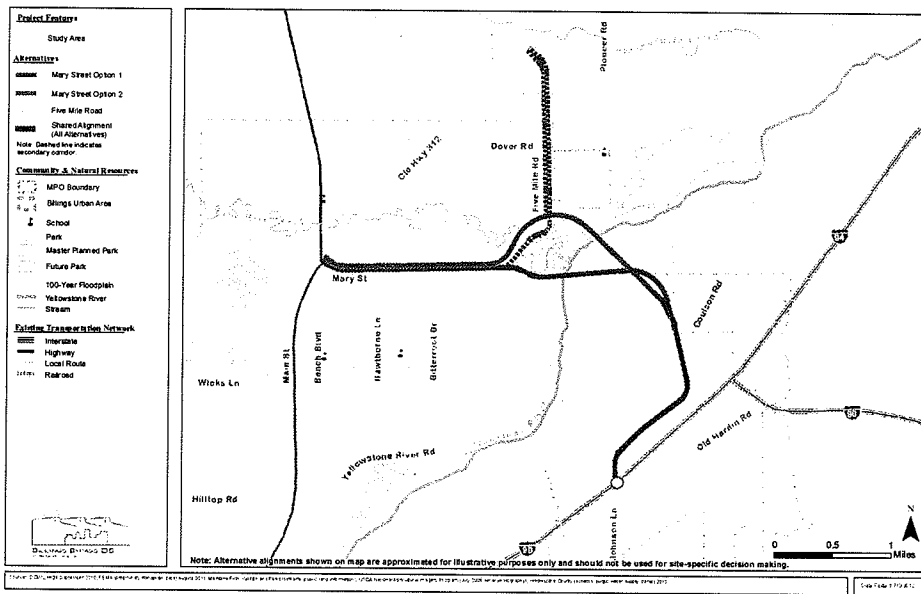 Project Features
Study Area
Alternatives
Mary Street Option 1
Mary Street Option 2
Five Mile Road
Shared Alignment
(All Alternatives)
Note: Dashed line indicates
secondary corridor.
Community & Natural Resources
MPO Boundary
Billings Urban Area
School
Park
Master Planned Park
Future Park
100-Year Floodplain
Yellowstone River
Stream
Existing Transportation Network
Interstate
Highway
Local Route
Railroad
BILLINGS BYPASS EIS
Pioneer Rd
Old Hwy 312
Dover Rd
Five Mile Rd
94
Mary St
Coulson Rd
Main St
Bench Blvd
Hawthorne Ln
Bitterroot Dr
Wicks Ln
90
Old Hardin Rd
Yellowstone River Rd
Hilltop Rd
Johnson Ln
90
N
0 0.5 1
Miles
Note: Alternative alignments shown on map are approximated for illustrative purposes only and should not be used for site-specific decision making.